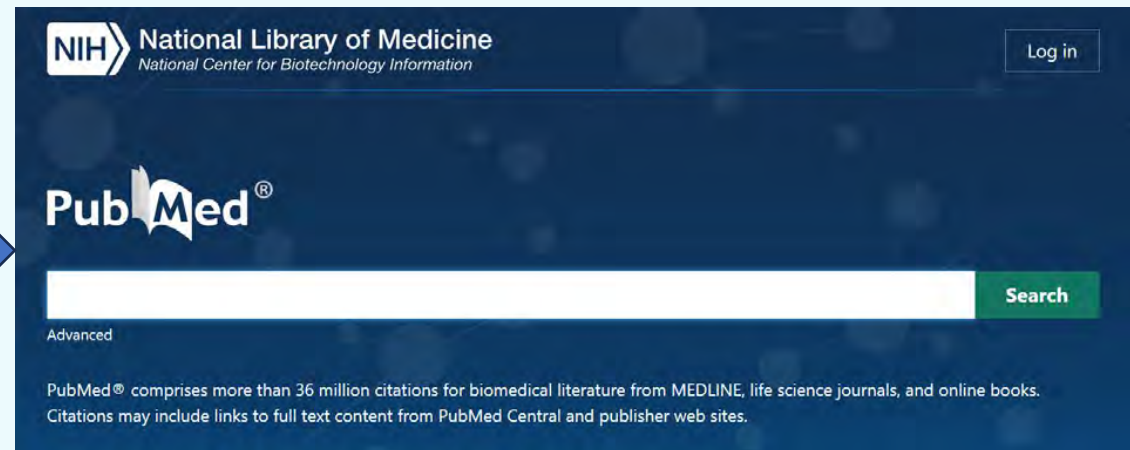 NIH National Library of Medicine
National Center for Biotechnology Information
Log in
PubMed®
Search
Advanced
PubMed® comprises more than 36 million citations for biomedical literature from MEDLINE, life science journals, and online books.
Citations may include links to full text content from PubMed Central and publisher web sites.